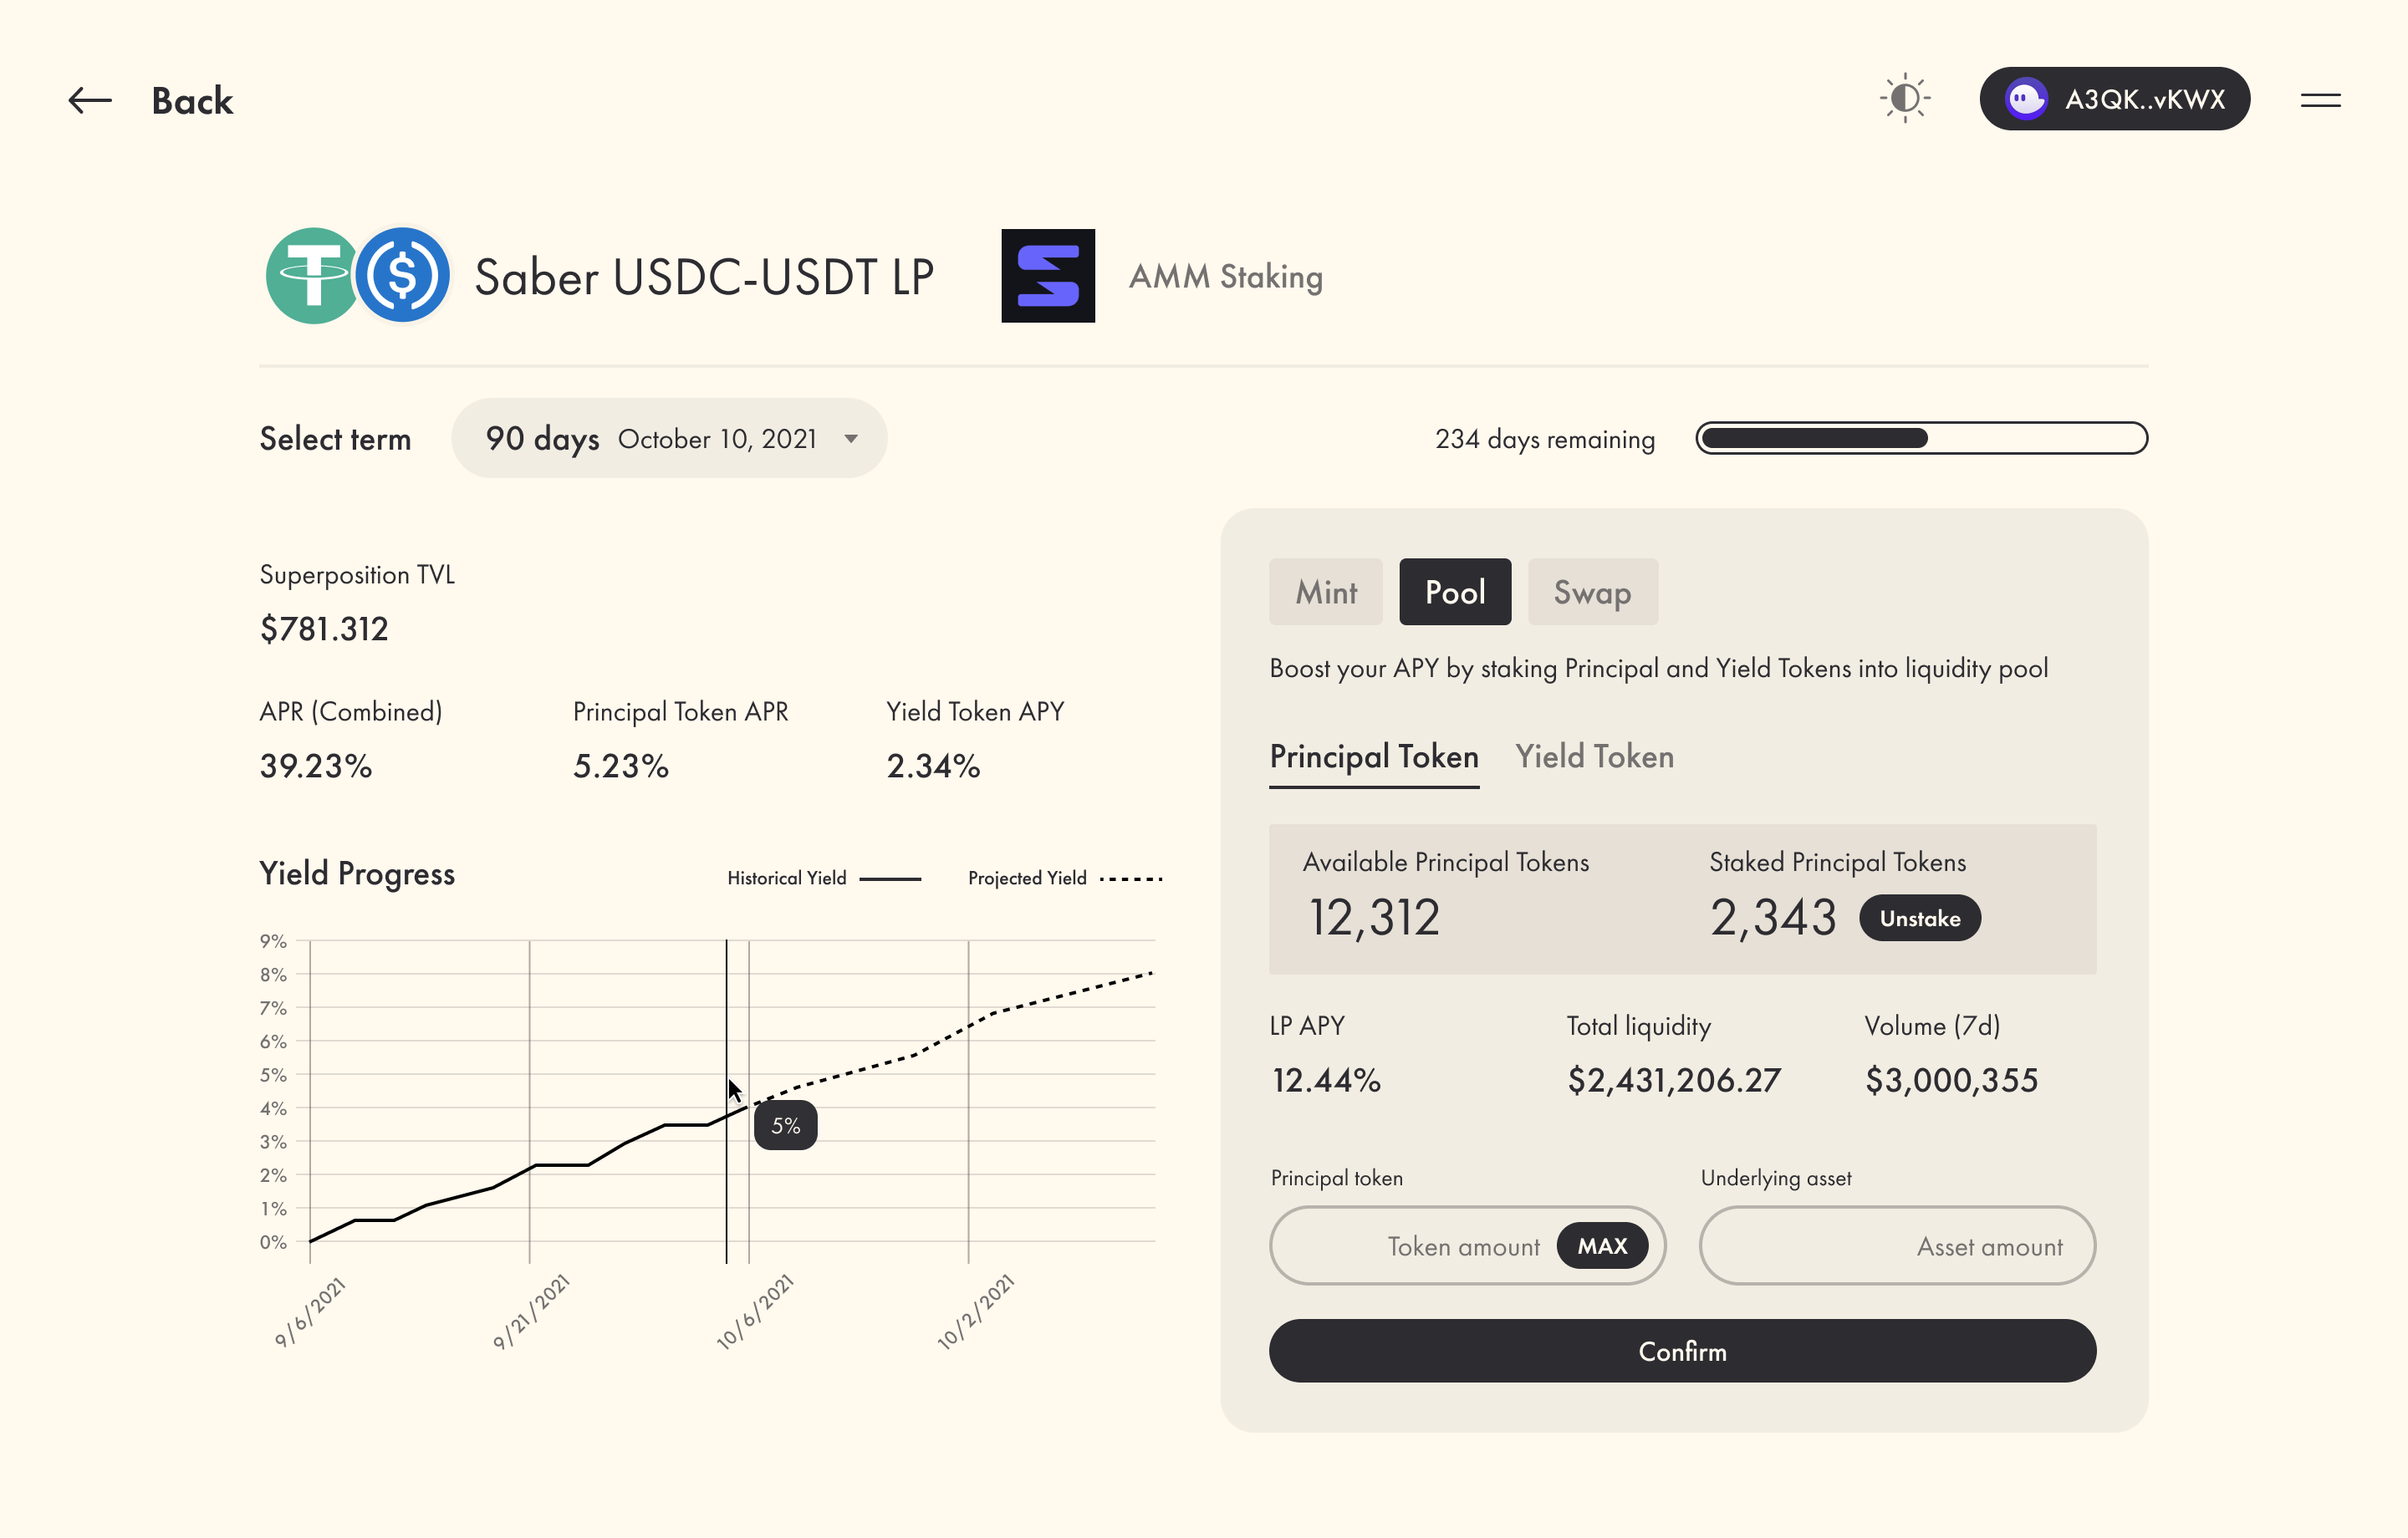 Back
A3QK..vKWX
Saber USDC-USDT LP
AMM Staking
Select term
90 days October 10, 2021
234 days remaining
Superposition TVL
$781.312
APR (Combined)
39.23%
Principal Token APR
5.23%
Yield Token APY
2.34%
Yield Progress
Historical Yield
Projected Yield
9%
8%
7%
6%
5%
4%
3%
2%
1%
0%
5%
9/6/2021
9/21/2021
10/6/2021
10/2/2021
Mint
Pool
Swap
Boost your APY by staking Principal and Yield Tokens into liquidity pool
Principal Token
Yield Token
Available Principal Tokens
12,312
Staked Principal Tokens
2,343
Unstake
LP APY
12.44%
Total liquidity
$2,431,206.27
Volume (7d)
$3,000,355
Principal token
Token amount
MAX
Underlying asset
Asset amount
Confirm